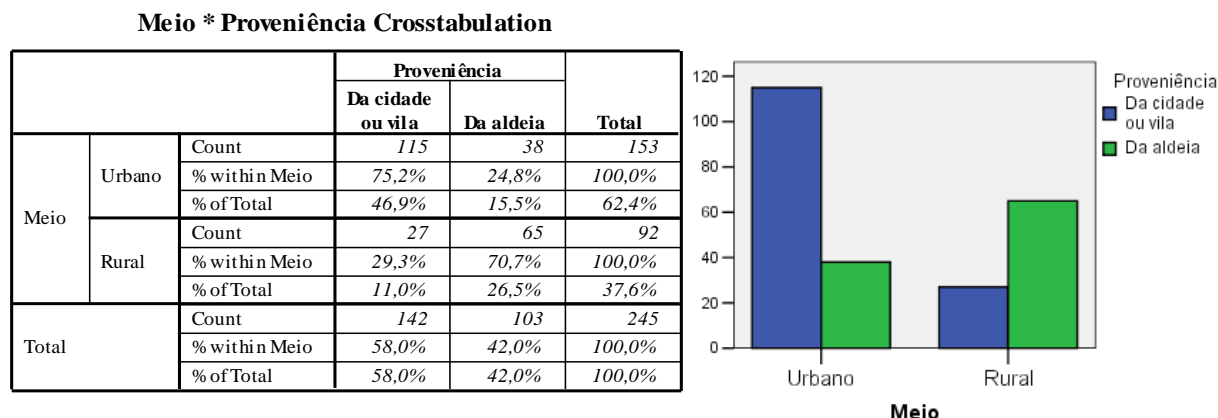 Meio * Proveniência Crosstabulation
Proveniência
Da cidade
ou vila Da aldeia Total
Meio Urbano Count 115 38 153
% within Meio 75,2% 24,8% 100,0%
% of Total 46,9% 15,5% 62,4%
Rural Count 27 65 92
% within Meio 29,3% 70,7% 100,0%
% of Total 11,0% 26,5% 37,6%
Total Count 142 103 245
% within Meio 58,0% 42,0% 100,0%
% of Total 58,0% 42,0% 100,0%
120
100
80
60
40
20
0
Urbano Rural
Meio
Proveniência
Da cidade
ou vila
Da aldeia